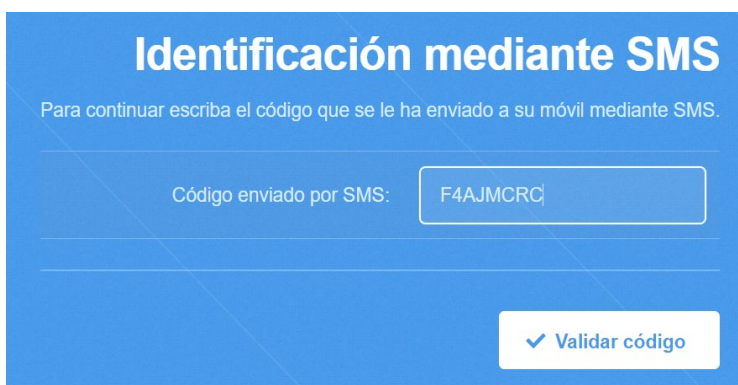 Identificación mediante SMS
Para continuar escriba el código que se le ha enviado a su móvil mediante SMS.
Código enviado por SMS: F4AJMCRC
Validar código